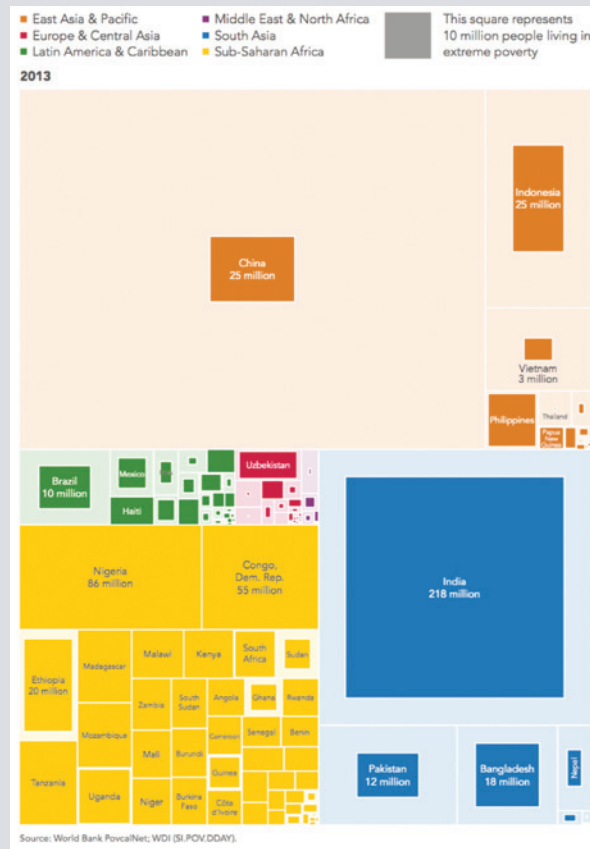 East Asia & Pacific
Europe & Central Asia
Latin America & Caribbean
Middle East & North Africa
South Asia
Sub-Saharan Africa
This square represents
10 million people living in
extreme poverty
2013
China
25 million
Indonesia
25 million
Vietnam
3 million
Philippines
Thailand
Papua
New
Guinea
Brazil
10 million
Mexico
Haiti
Uzbekistan
Nigeria
86 million
Congo,
Dem. Rep.
55 million
India
218 million
Ethiopia
20 million
Madagascar
Malawi
Kenya
South
Africa
Sudan
Zambia
South
Sudan
Angola
Ghana
Rwanda
Mozambique
Mali
Burundi
Cameroon
Senegal
Benin
Guinea
Tanzania
Uganda
Niger
Burkina
Faso
Côte
d'Ivoire
Pakistan
12 million
Bangladesh
18 million
Nepal
Source: World Bank PovcalNet; WDI (SI.POV.DDAY).